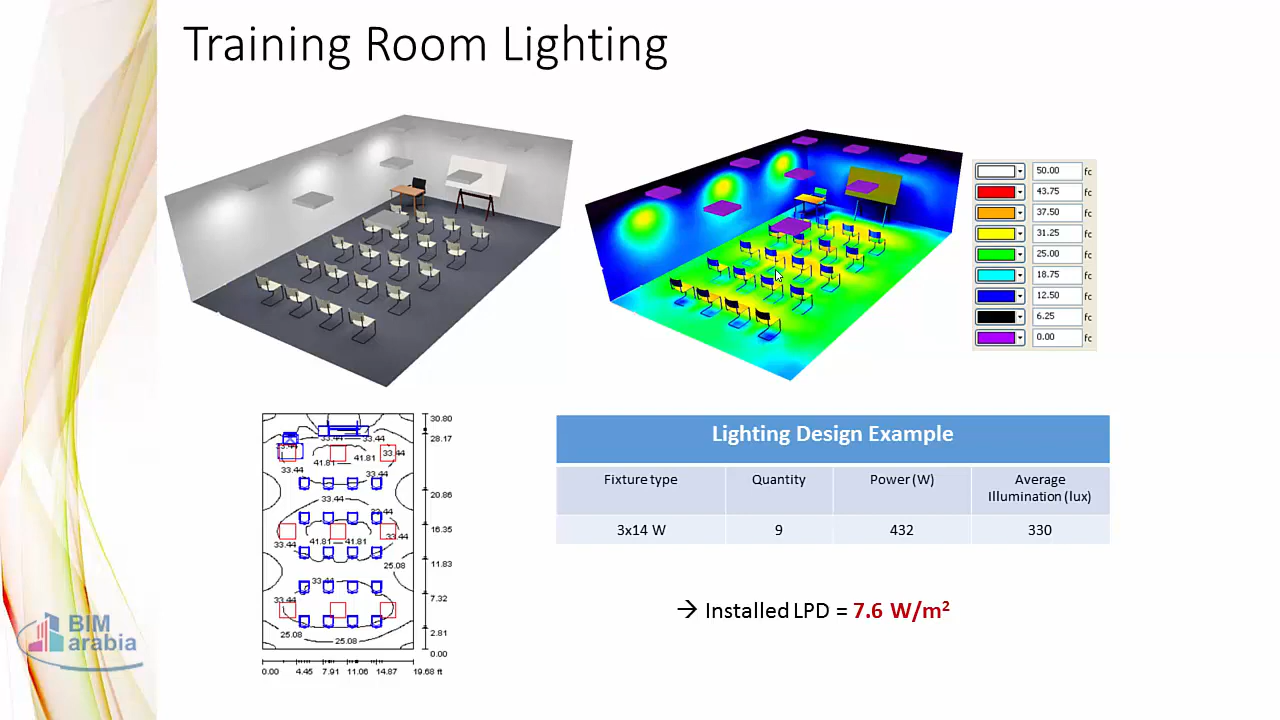 Training Room Lighting
50.00 fc
43.75 fc
37.50 fc
31.25 fc
25.00 fc
18.75 fc
12.50 fc
6.25 fc
0.00 fc
30.80
28.17
20.86
16.35
11.83
7.32
2.81
0.00
33.44 33.44
33.44
33.44
41.81 41.81
33.44
33.44
33.44
33.44
33.44
41.81 41.81
33.44
25.08
33.44
33.44
25.08
25.08
0.00 4.45 7.91 11.06 14.87 19.68 ft
Lighting Design Example
Fixture type Quantity Power (W) Average
Illumination (lux)
3x14 W 9 432 330
→ Installed LPD = 7.6 W/m²
BIM
arabia